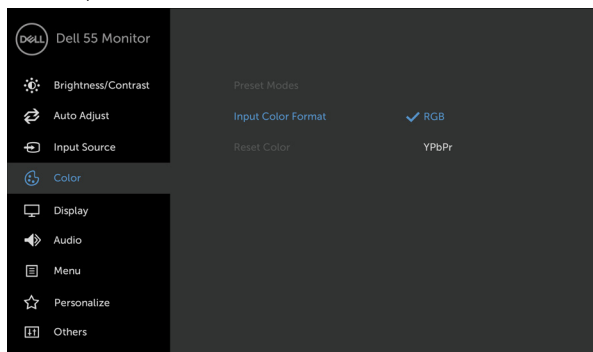 DELL Dell 55 Monitor
Brightness/Contrast
Auto Adjust
Input Source
Color
Display
Audio
Menu
Personalize
Others
Preset Modes
Input Color Format ✓ RGB
Reset Color YPbPr